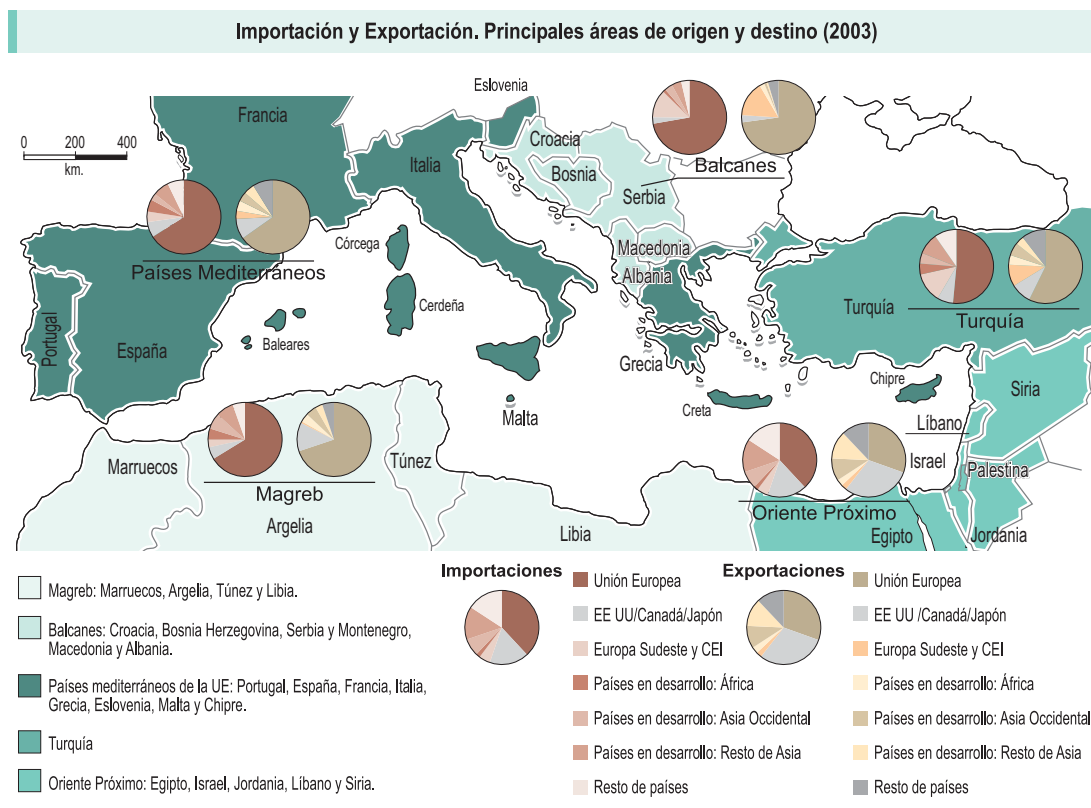 Importación y Exportación. Principales áreas de origen y destino (2003)
Eslovenia
Francia
0 200 400
km.
Croacia
Italia
Balcanes
Bosnia
Serbia
Países Mediterráneos
Córcega
Macedonia
Albania
Cerdeña
Turquía
Turquía
Portugal
España
Baleares
Grecia
Chipre
Siria
Malta
Creta
Líbano
Marruecos
Túnez
Israel
Palestina
Magreb
Oriente Próximo
Argelia
Libia
Egipto
Jordania
Magreb: Marruecos, Argelia, Túnez y Libia.
Balcanes: Croacia, Bosnia Herzegovina, Serbia y Montenegro,
Macedonia y Albania.
Países mediterráneos de la UE: Portugal, España, Francia, Italia,
Grecia, Eslovenia, Malta y Chipre.
Turquía
Oriente Próximo: Egipto, Israel, Jordania, Líbano y Siria.
Importaciones
Unión Europea
EE UU/Canadá/Japón
Europa Sudeste y CEI
Países en desarrollo: África
Países en desarrollo: Asia Occidental
Países en desarrollo: Resto de Asia
Resto de países
Exportaciones
Unión Europea
EE UU /Canadá/Japón
Europa Sudeste y CEI
Países en desarrollo: África
Países en desarrollo: Asia Occidental
Países en desarrollo: Resto de Asia
Resto de países